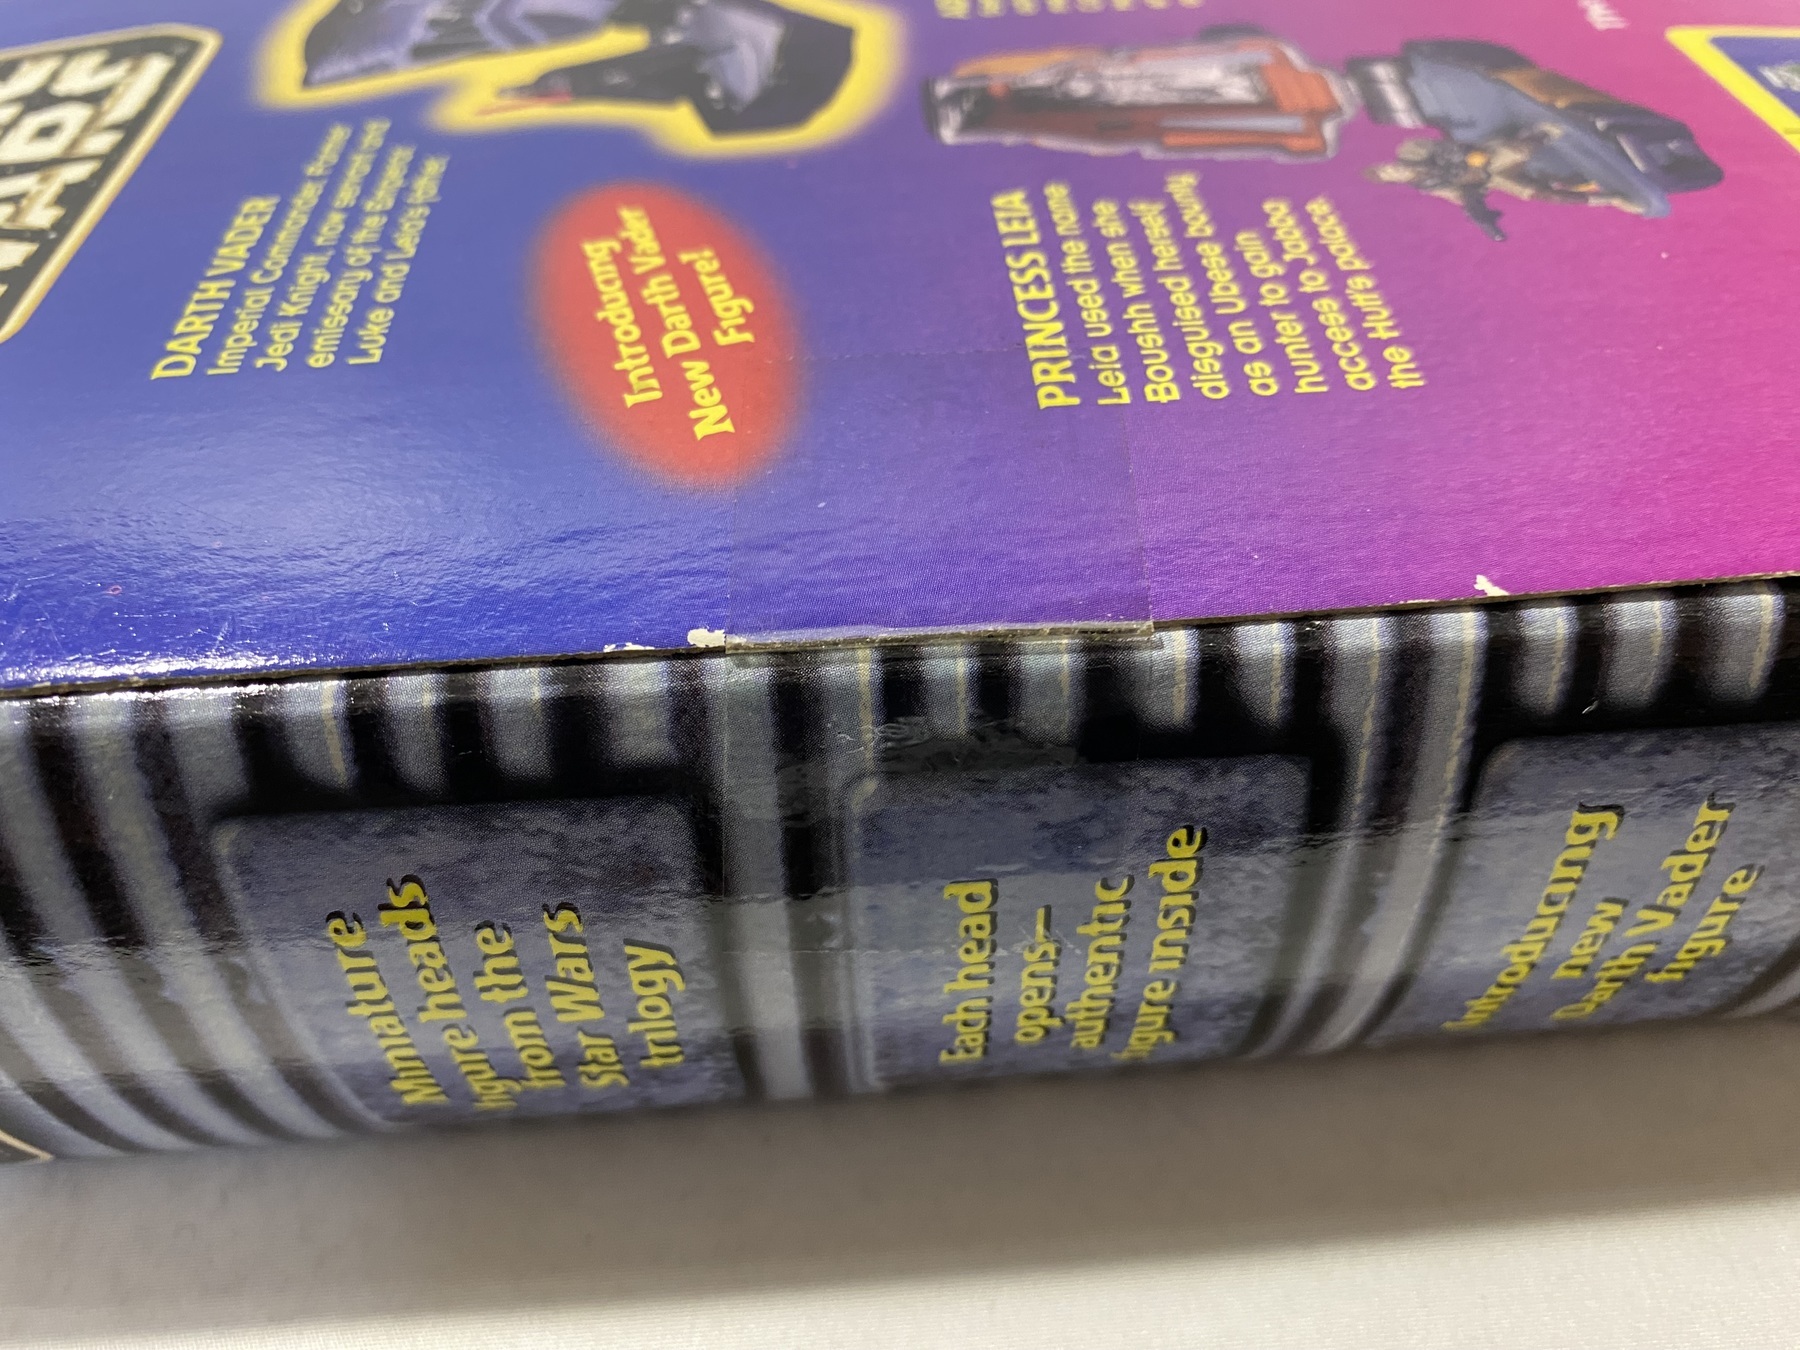 WARS
DARTH VADER
Imperial Commander. Former
Jedi Knight, now servant and
emissary of the Emperor.
Luke and Leia's father.
Introducing
New Darth Vader
Figure!
PRINCESS LEIA
Leia used the name
Boushh when she
disguised herself
as an Ubese bounty
hunter to gain
access to Jabba
the Hutt's palace.
Miniature
figure heads
from the
Star Wars
trilogy
Each head
opens—
authentic
figure inside
Introducing
new
Darth Vader
figure